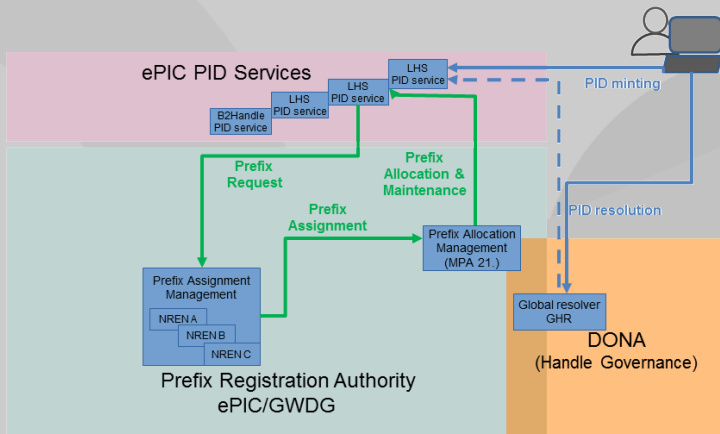 ePIC PID Services
LHS
PID service
LHS
PID service
LHS
PID service
B2Handle
PID service
PID minting
Prefix
Request
Prefix
Allocation &
Maintenance
Prefix
Assignment
PID resolution
Prefix Allocation
Management
(MPA 21.)
Prefix Assignment
Management
NREN A
NREN B
NREN C
Global resolver
GHR
DONA
(Handle Governance)
Prefix Registration Authority
ePIC/GWDG